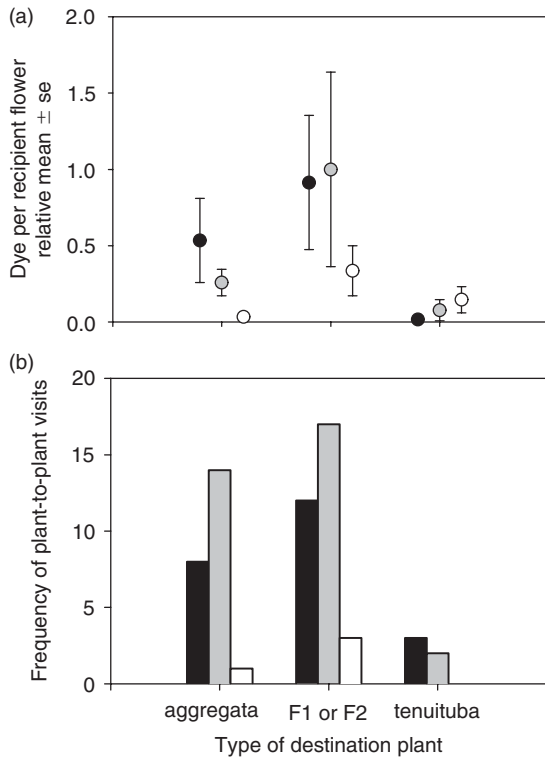 (a)
2.0
1.5
1.0
0.5
0.0
Dye per recipient flower
relative mean ± se
(b)
20
15
10
5
0
Frequency of plant-to-plant visits
aggregata
F1 or F2
tenuituba
Type of destination plant